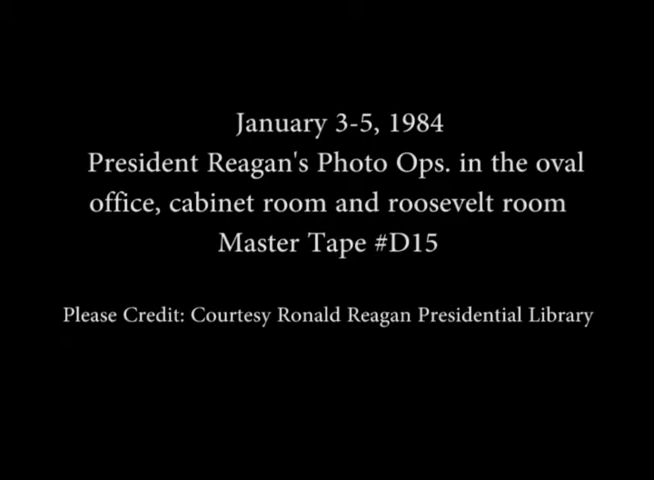 January 3-5, 1984
President Reagan's Photo Ops. in the oval
office, cabinet room and roosevelt room
Master Tape #D15
Please Credit: Courtesy Ronald Reagan Presidential Library